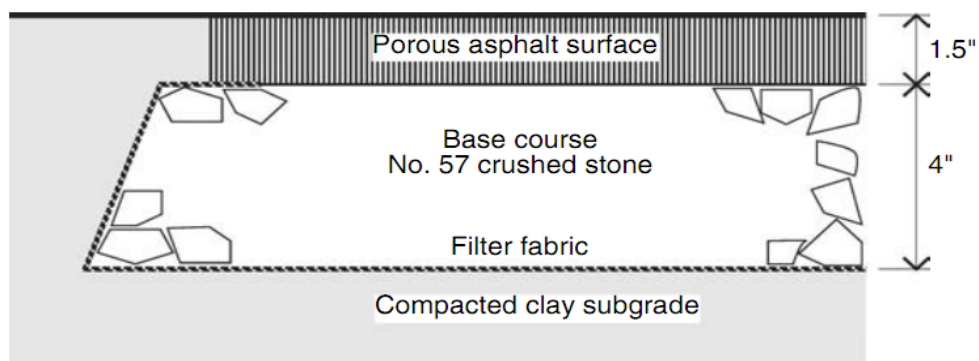 Porous asphalt surface
1.5"
Base course
No. 57 crushed stone
4"
Filter fabric
Compacted clay subgrade